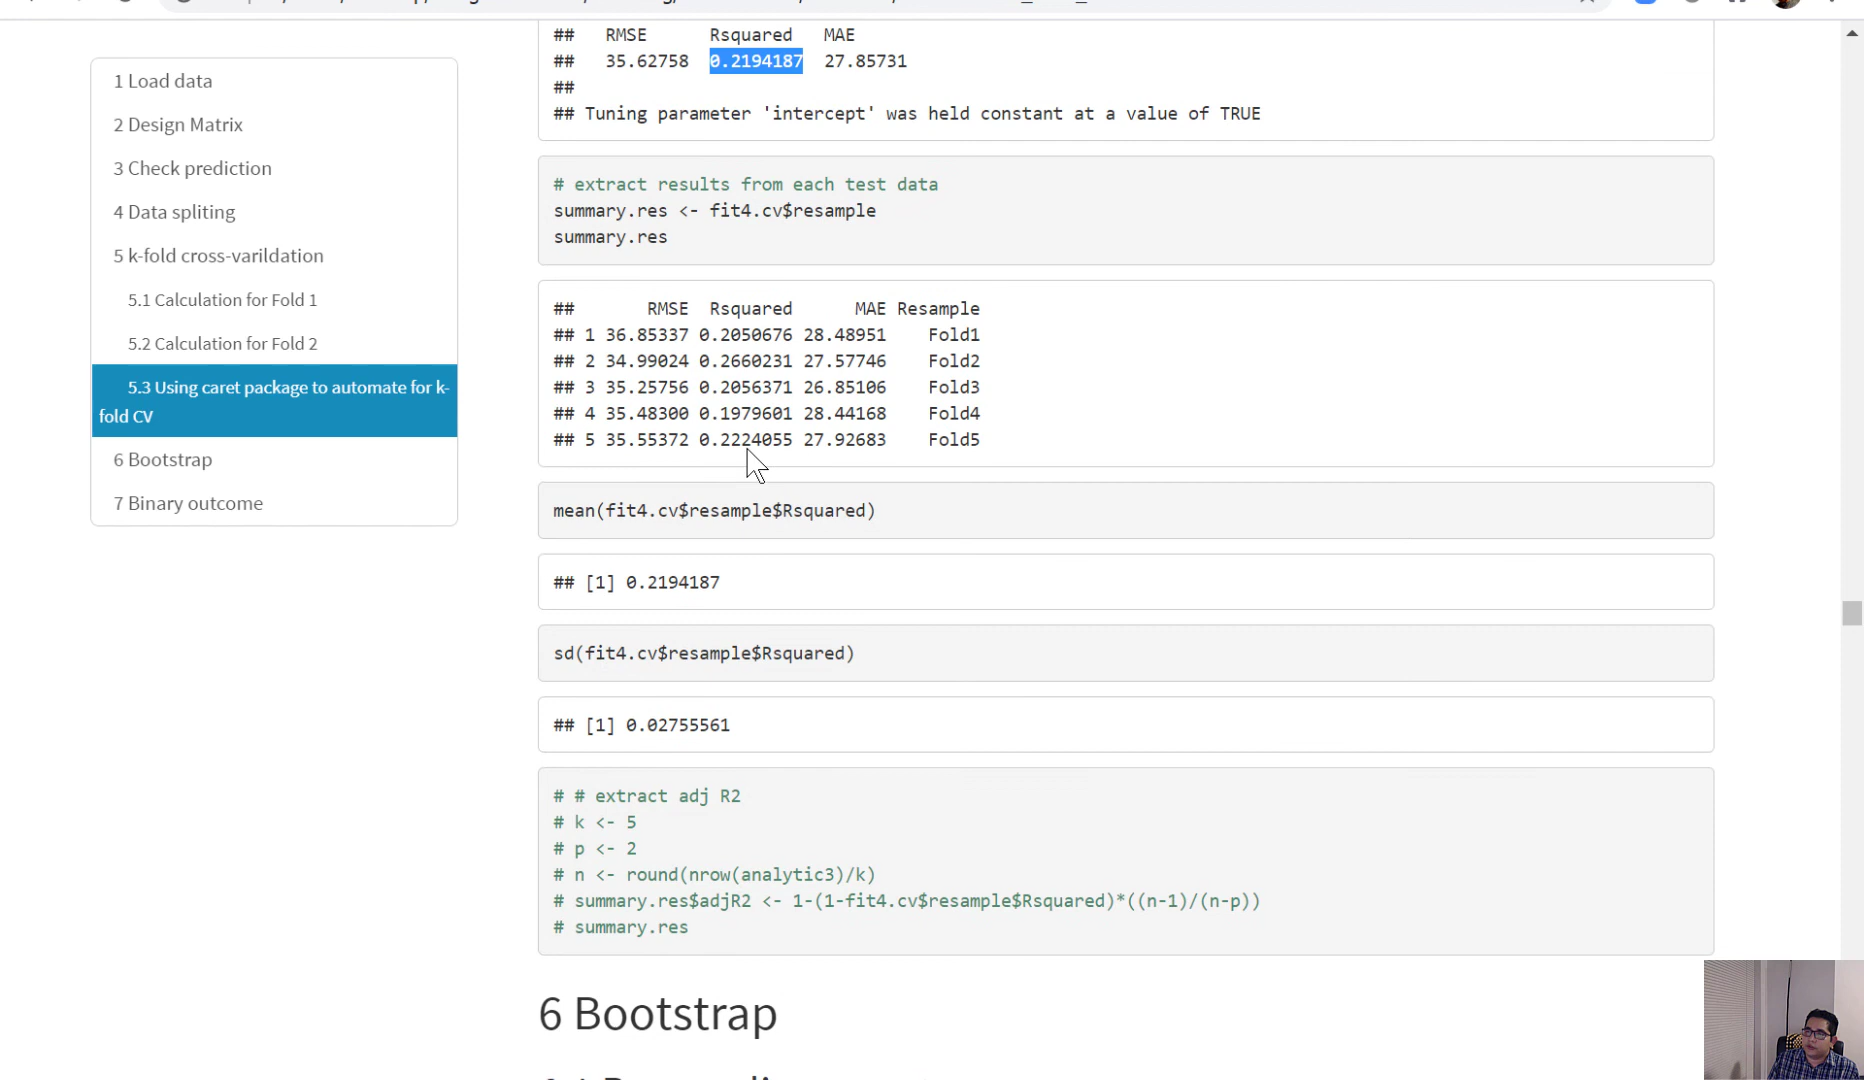 ## RMSE Rsquared MAE
## 35.62758 0.2194187 27.85731
##
## Tuning parameter 'intercept' was held constant at a value of TRUE
1 Load data
2 Design Matrix
3 Check prediction
4 Data spliting
5 k-fold cross-varildation
5.1 Calculation for Fold 1
5.2 Calculation for Fold 2
5.3 Using caret package to automate for k-
fold CV
6 Bootstrap
7 Binary outcome
# extract results from each test data
summary.res <- fit4.cv$resample
summary.res
## RMSE Rsquared MAE Resample
## 1 36.85337 0.2050676 28.48951 Fold1
## 2 34.99024 0.2660231 27.57746 Fold2
## 3 35.25756 0.2056371 26.85106 Fold3
## 4 35.48300 0.1979601 28.44168 Fold4
## 5 35.55372 0.2224055 27.92683 Fold5
mean(fit4.cv$resample$Rsquared)
## [1] 0.2194187
sd(fit4.cv$resample$Rsquared)
## [1] 0.02755561
# # extract adj R2
# k <- 5
# p <- 2
# n <- round(nrow(analytic3)/k)
# summary.res$adjR2 <- 1-(1-fit4.cv$resample$Rsquared)*((n-1)/(n-p))
# summary.res
6 Bootstrap